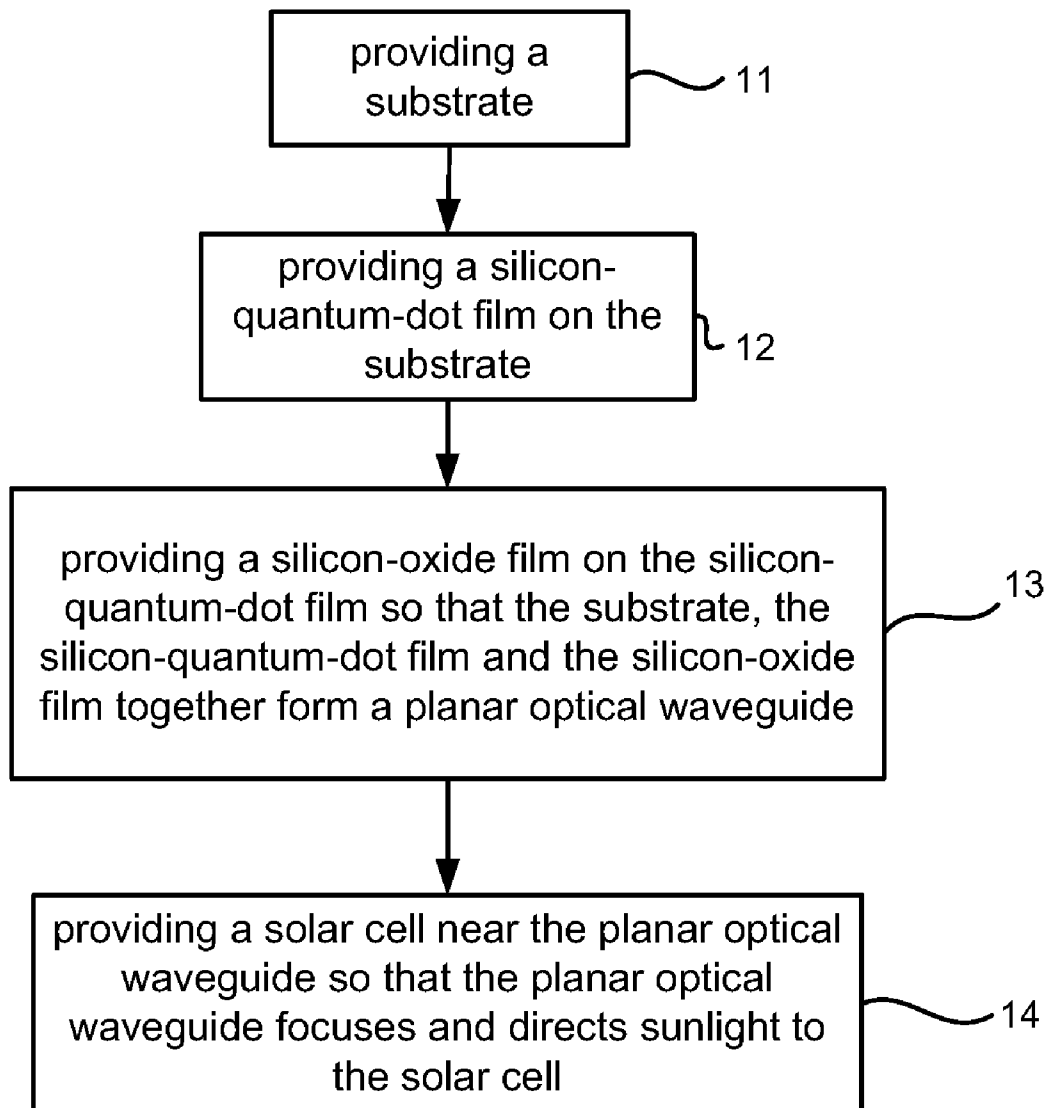 providing a
substrate
11
providing a silicon-
quantum-dot film on the
substrate
12
providing a silicon-oxide film on the silicon-
quantum-dot film so that the substrate, the
silicon-quantum-dot film and the silicon-oxide
film together form a planar optical waveguide
13
providing a solar cell near the planar optical
waveguide so that the planar optical
waveguide focuses and directs sunlight to
the solar cell
14